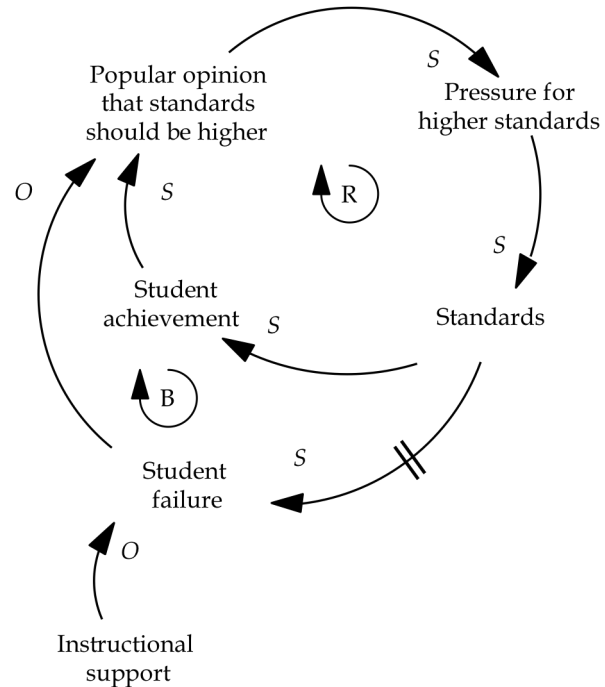 S
Popular opinion
that standards
should be higher
Pressure for
higher standards
O
S
R
S
Student
achievement
S
Standards
B
S
Student
failure
O
Instructional
support